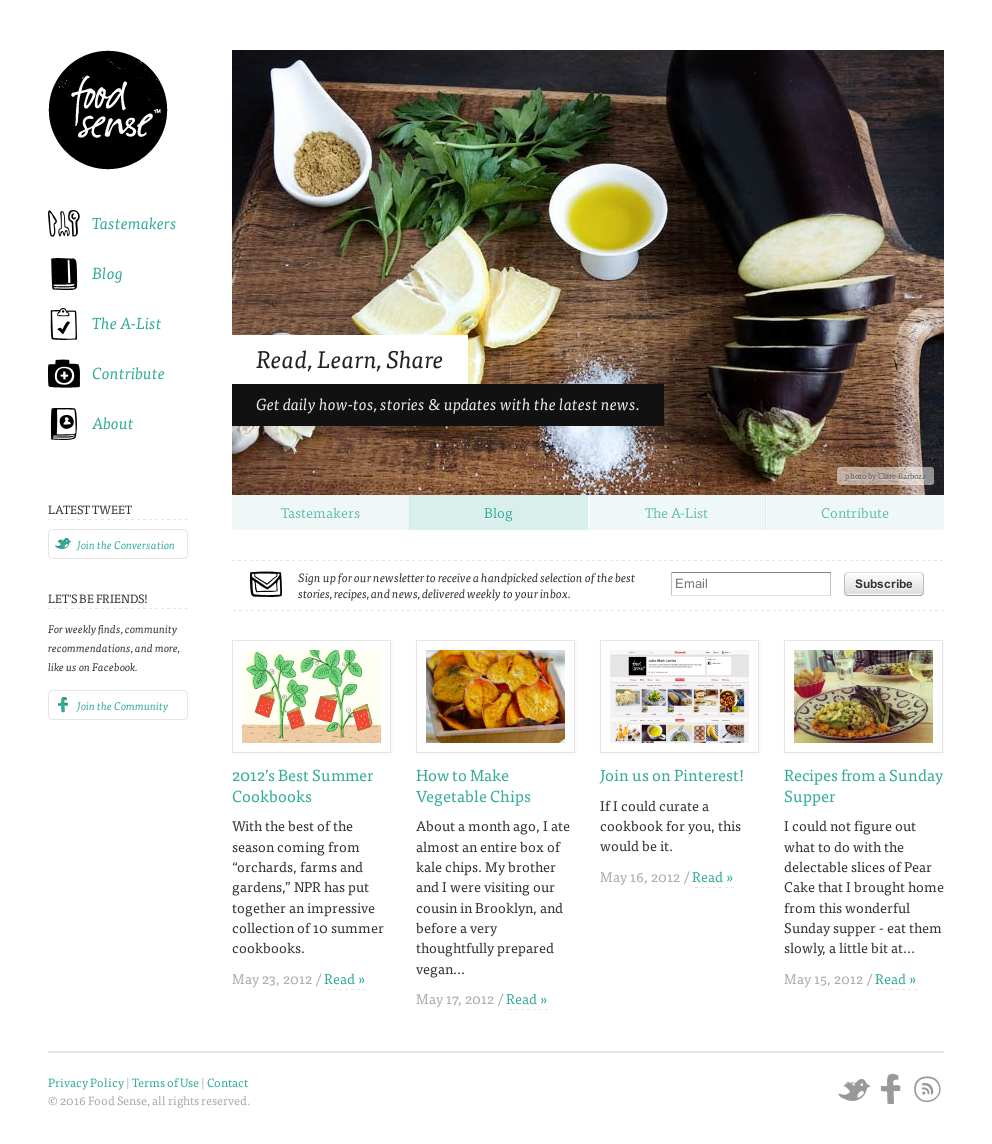 food
sense™
Tastemakers
Blog
The A-List
Contribute
About
LATEST TWEET
Join the Conversation
LET'S BE FRIENDS!
For weekly finds, community
recommendations, and more,
like us on Facebook.
Join the Community
Read, Learn, Share
Get daily how-tos, stories & updates with the latest news.
photo by Clare Barboza
Tastemakers
Blog
The A-List
Contribute
Sign up for our newsletter to receive a handpicked selection of the best
stories, recipes, and news, delivered weekly to your inbox.
Email
Subscribe
2012's Best Summer
Cookbooks
With the best of the
season coming from
“orchards, farms and
gardens,” NPR has put
together an impressive
collection of 10 summer
cookbooks.
May 23, 2012 / Read »
How to Make
Vegetable Chips
About a month ago, I ate
almost an entire box of
kale chips. My brother
and I were visiting our
cousin in Brooklyn, and
before a very
thoughtfully prepared
vegan...
May 17, 2012 / Read »
Join us on Pinterest!
If I could curate a
cookbook for you, this
would be it.
May 16, 2012 / Read »
Recipes from a Sunday
Supper
I could not figure out
what to do with the
delectable slices of Pear
Cake that I brought home
from this wonderful
Sunday supper - eat them
slowly, a little bit at...
May 15, 2012 / Read »
Privacy Policy | Terms of Use | Contact
© 2016 Food Sense, all rights reserved.